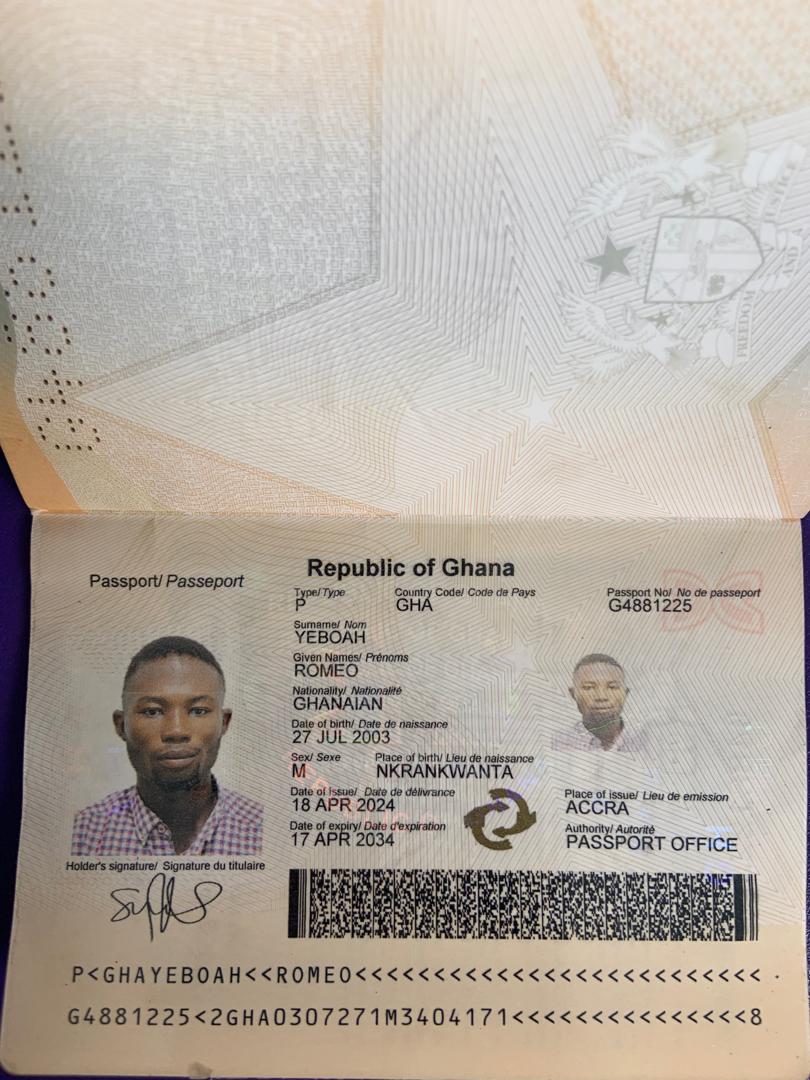 FREEDOM AND JUSTICE
Republic of Ghana
Passport/ Passeport
Type/Type Country Code/ Code de Pays Passport No/ No de passeport
P GHA G4881225
Surname/ Nom
YEBOAH
Given Names/ Prénoms
ROMEO
Nationality/ Nationalité
GHANAIAN
Date of birth/ Date de naissance
27 JUL 2003
Sex/ Sexe Place of birth/ Lieu de naissance
M NKRANKWANTA
Date of issue/ Date de délivrance Place of issue/ Lieu de emission
18 APR 2024 ACCRA
Date of expiry/ Date d'expiration Authority/ Autorité
17 APR 2034 PASSPORT OFFICE
Holder's signature/ Signature du titulaire
P<GHAYEBOAH<<ROMEO<<<<<<<<<<<<<<<<<<<<<<<<<<
G4881225<2GHA0307271M3404171<<<<<<<<<<<<<<<8